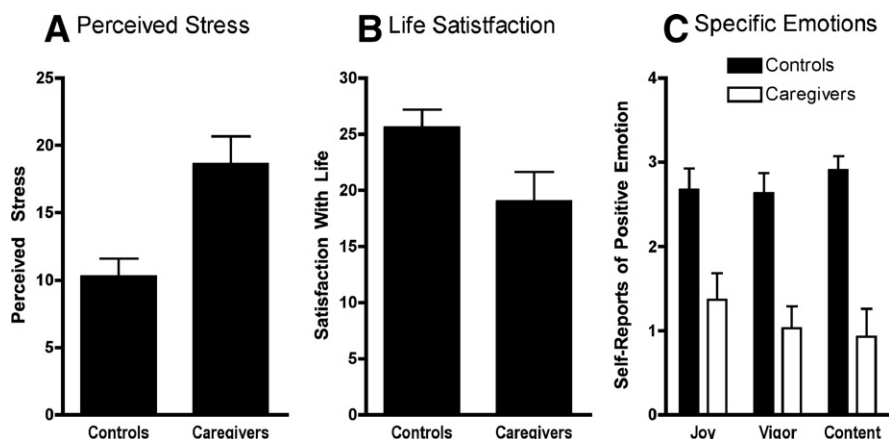 A Perceived Stress
25
20
15
10
5
0
Perceived Stress
Controls Caregivers
B Life Satistfaction
30
25
20
15
10
5
0
Satisfaction With Life
Controls Caregivers
C Specific Emotions
Controls
Caregivers
4
3
2
1
0
Self-Reports of Positive Emotion
Jov Vigor Content